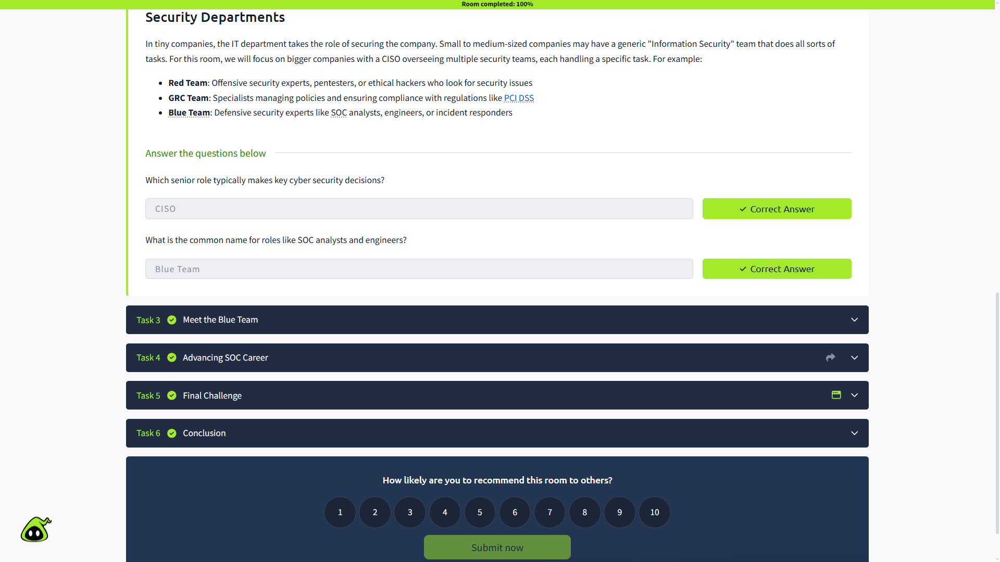 Room completed: 100%
Security Departments
In tiny companies, the IT department takes the role of securing the company. Small to medium-sized companies may have a generic "Information Security" team that does all sorts of
tasks. For this room, we will focus on bigger companies with a CISO overseeing multiple security teams, each handling a specific task. For example:
• Red Team: Offensive security experts, pentesters, or ethical hackers who look for security issues
• GRC Team: Specialists managing policies and ensuring compliance with regulations like PCI DSS
• Blue Team: Defensive security experts like SOC analysts, engineers, or incident responders
Answer the questions below
Which senior role typically makes key cyber security decisions?
CISO
✓ Correct Answer
What is the common name for roles like SOC analysts and engineers?
Blue Team
✓ Correct Answer
Task 3 Meet the Blue Team
Task 4 Advancing SOC Career
Task 5 Final Challenge
Task 6 Conclusion
How likely are you to recommend this room to others?
1 2 3 4 5 6 7 8 9 10
Submit now